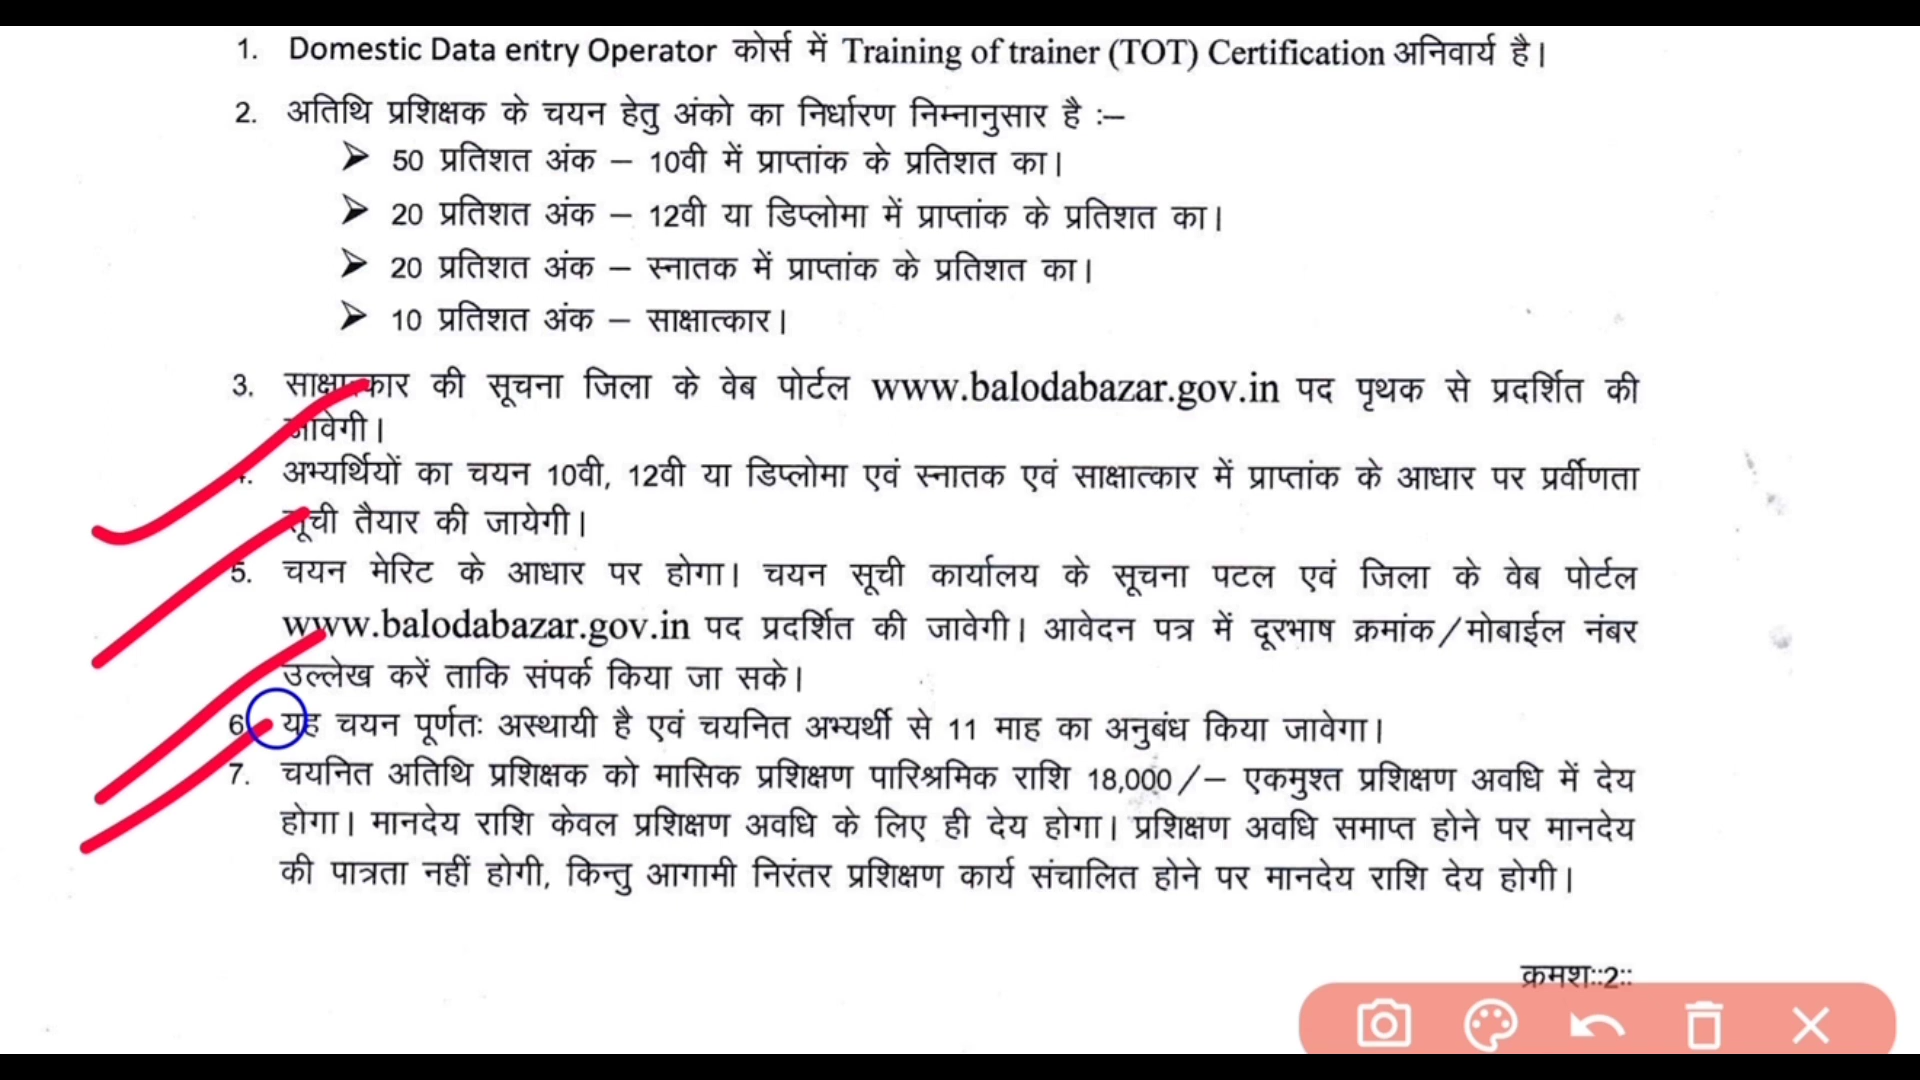 1. Domestic Data entry Operator कोर्स में Training of trainer (TOT) Certification अनिवार्य है।
2. अतिथि प्रशिक्षक के चयन हेतु अंको का निर्धारण निम्नानुसार है :–
➢ 50 प्रतिशत अंक – 10वी में प्राप्तांक के प्रतिशत का।
➢ 20 प्रतिशत अंक – 12वी या डिप्लोमा में प्राप्तांक के प्रतिशत का।
➢ 20 प्रतिशत अंक – स्नातक में प्राप्तांक के प्रतिशत का।
➢ 10 प्रतिशत अंक – साक्षात्कार।
3. साक्षात्कार की सूचना जिला के वेब पोर्टल www.balodabazar.gov.in पद पृथक से प्रदर्शित की
जावेगी।
4. अभ्यर्थियों का चयन 10वी, 12वी या डिप्लोमा एवं स्नातक एवं साक्षात्कार में प्राप्तांक के आधार पर प्रर्वीणता
सूची तैयार की जायेगी।
5. चयन मेरिट के आधार पर होगा। चयन सूची कार्यालय के सूचना पटल एवं जिला के वेब पोर्टल
www.balodabazar.gov.in पद प्रदर्शित की जावेगी। आवेदन पत्र में दूरभाष क्रमांक/मोबाईल नंबर
उल्लेख करें ताकि संपर्क किया जा सके।
6. यह चयन पूर्णतः अस्थायी है एवं चयनित अभ्यर्थी से 11 माह का अनुबंध किया जावेगा।
7. चयनित अतिथि प्रशिक्षक को मासिक प्रशिक्षण पारिश्रमिक राशि 18,000/– एकमुश्त प्रशिक्षण अवधि में देय
होगा। मानदेय राशि केवल प्रशिक्षण अवधि के लिए ही देय होगा। प्रशिक्षण अवधि समाप्त होने पर मानदेय
की पात्रता नहीं होगी, किन्तु आगामी निरंतर प्रशिक्षण कार्य संचालित होने पर मानदेय राशि देय होगी।
क्रमश::2::